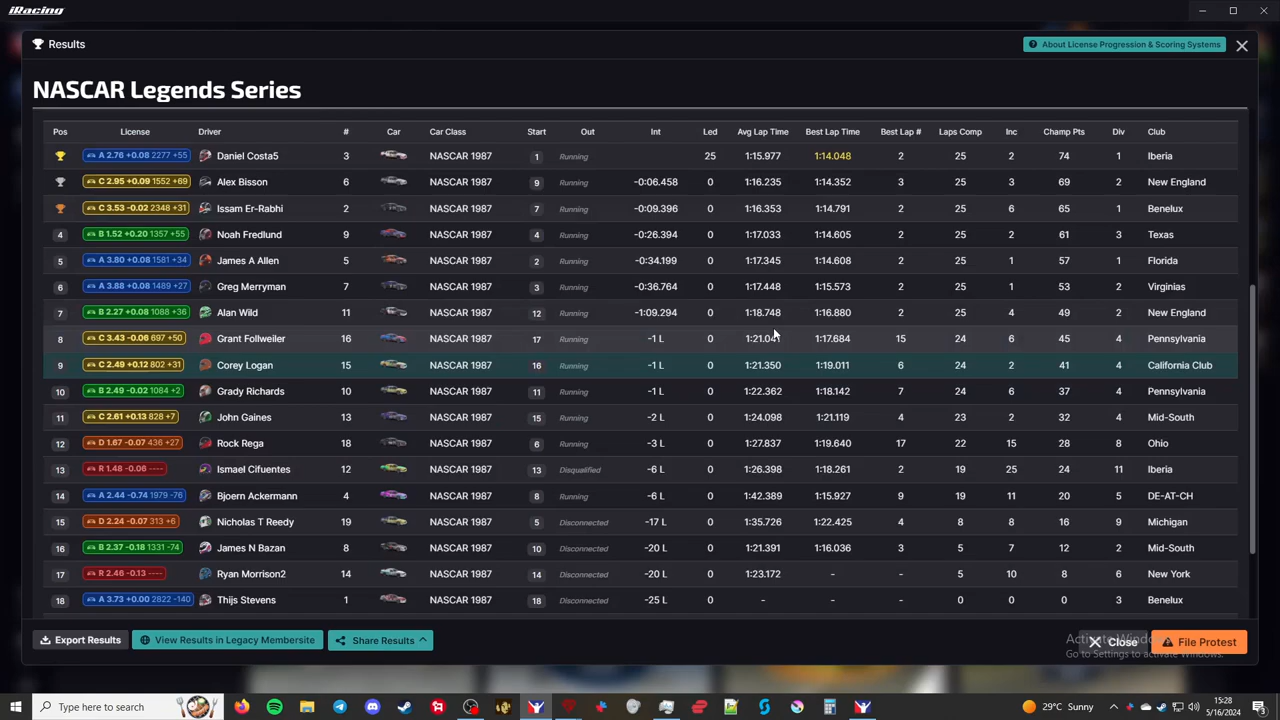 iRacing
Results
About License Progression & Scoring Systems
NASCAR Legends Series
Pos License Driver # Car Car Class Start Out Int Led Avg Lap Time Best Lap Time Best Lap # Laps Comp Inc Champ Pts Div Club
A 2.76 +0.08 2277 +55 Daniel Costa5 3 NASCAR 1987 1 Running 25 1:15.977 1:14.048 2 25 2 74 1 Iberia
C 2.95 +0.09 1552 +69 Alex Bisson 6 NASCAR 1987 9 Running -0:06.458 0 1:16.235 1:14.352 3 25 3 69 2 New England
C 3.53 -0.02 2348 +31 Issam Er-Rabhi 2 NASCAR 1987 7 Running -0:09.396 0 1:16.353 1:14.791 2 25 6 65 1 Benelux
4 B 1.52 +0.20 1357 +55 Noah Fredlund 9 NASCAR 1987 4 Running -0:26.394 0 1:17.033 1:14.605 2 25 2 61 3 Texas
5 A 3.80 +0.08 1581 +34 James A Allen 5 NASCAR 1987 2 Running -0:34.199 0 1:17.345 1:14.608 2 25 1 57 3 Florida
6 A 3.88 +0.08 1489 +27 Greg Merryman 7 NASCAR 1987 3 Running -0:36.764 0 1:17.448 1:15.573 2 25 1 53 2 Virginias
7 B 2.27 +0.08 1088 +36 Alan Wild 11 NASCAR 1987 12 Running -1:09.294 0 1:18.748 1:16.880 2 25 4 49 2 New England
8 C 3.43 -0.06 697 +50 Grant Follweiler 16 NASCAR 1987 17 Running -1 L 0 1:21.04 1:17.684 15 24 6 45 4 Pennsylvania
9 C 2.49 +0.12 802 +31 Corey Logan 15 NASCAR 1987 16 Running -1 L 0 1:21.350 1:19.011 6 24 2 41 4 California Club
10 B 2.49 -0.02 1084 +2 Grady Richards 10 NASCAR 1987 11 Running -1 L 0 1:22.362 1:18.142 7 24 6 37 4 Pennsylvania
11 C 2.61 +0.13 828 +7 John Gaines 13 NASCAR 1987 15 Running -2 L 0 1:24.098 1:21.119 4 23 2 32 4 Mid-South
12 D 1.67 -0.07 436 +27 Rock Rega 18 NASCAR 1987 6 Running -3 L 0 1:27.837 1:19.640 17 22 15 28 8 Ohio
13 R 1.48 -0.06 ---- Ismael Cifuentes 12 NASCAR 1987 13 Disqualified -6 L 0 1:26.398 1:18.261 2 19 25 24 11 Iberia
14 A 2.44 -0.74 1979 -76 Bjoern Ackermann 4 NASCAR 1987 8 Running -6 L 0 1:42.389 1:15.927 9 19 11 20 5 DE-AT-CH
15 D 2.24 -0.07 313 +6 Nicholas T Reedy 19 NASCAR 1987 5 Disconnected -17 L 0 1:35.726 1:22.425 4 8 8 16 9 Michigan
16 B 2.37 -0.18 1331 -74 James N Bazan 8 NASCAR 1987 10 Disconnected -20 L 0 1:21.391 1:16.036 3 5 7 12 2 Mid-South
17 R 2.46 -0.13 ---- Ryan Morrison2 14 NASCAR 1987 14 Disconnected -20 L 0 1:23.172 - - 5 10 8 6 New York
18 A 3.73 +0.00 2822 -140 Thijs Stevens 1 NASCAR 1987 18 Disconnected -25 L 0 - - - 0 0 0 3 Benelux
Export Results View Results in Legacy Membersite Share Results Close File Protest
Go to Settings to activate Windows.
Type here to search 29°C Sunny 15:28
5/16/2024